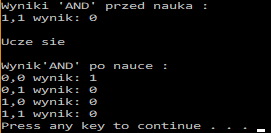 Wyniki 'AND' przed nauka :
1,1 wynik: 0
Ucze sie
Wynik'AND' po nauce :
0,0 wynik: 1
0,1 wynik: 0
1,0 wynik: 0
1,1 wynik: 0
Press any key to continue . . .